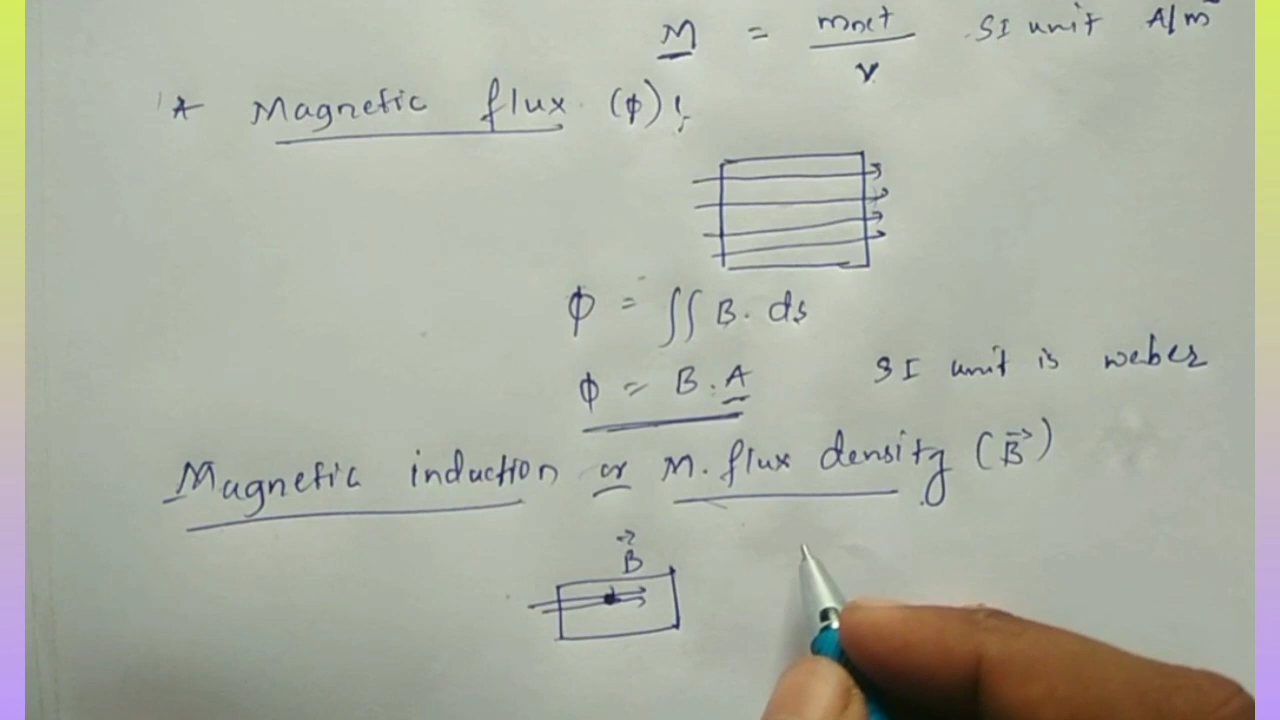 M = mnet / V SI unit A/m
* Magnetic flux (ϕ);
ϕ = ∬ B. ds
ϕ = B.A SI unit is weber
Magnetic induction or M. flux density (B⃗)
B⃗